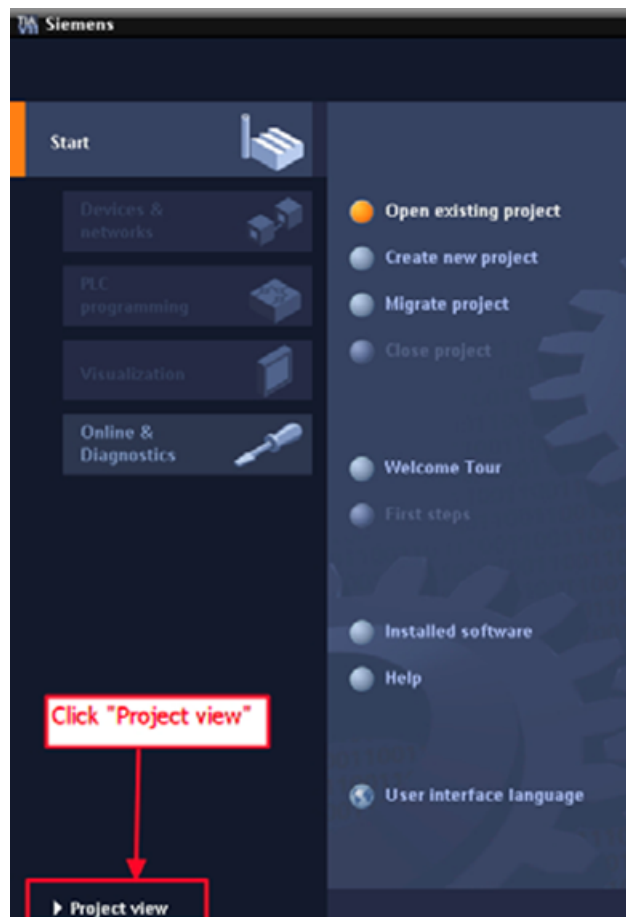 Siemens
Start
Devices &
networks
PLC
programming
Visualization
Online &
Diagnostics
Open existing project
Create new project
Migrate project
Close project
Welcome Tour
First steps
Installed software
Help
User interface language
Click "Project view"
Project view